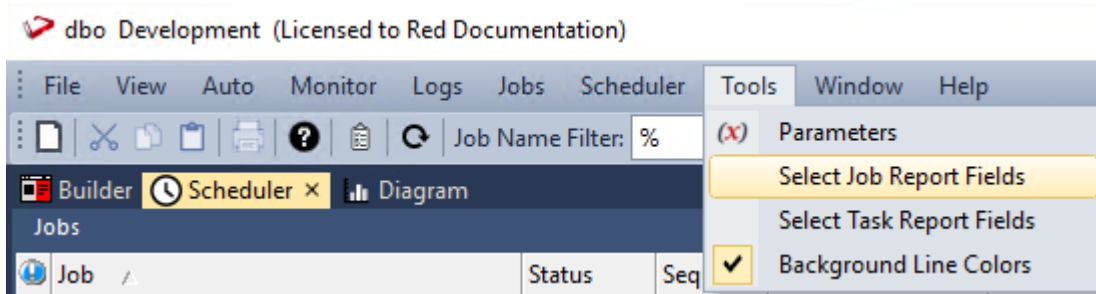 dbo Development (Licensed to Red Documentation)
File View Auto Monitor Logs Jobs Scheduler Tools Window Help
Job Name Filter: % (x) Parameters
Builder Scheduler × Diagram Select Job Report Fields
Jobs Select Task Report Fields
Job Status Seq Background Line Colors